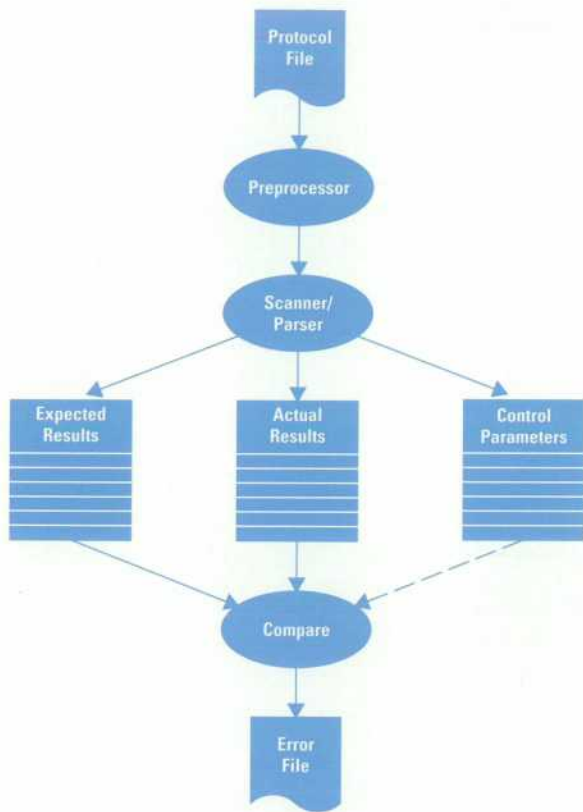 Protocol
File
Preprocessor
Scanner/
Parser
Expected
Results
Actual
Results
Control
Parameters
Compare
Error
File